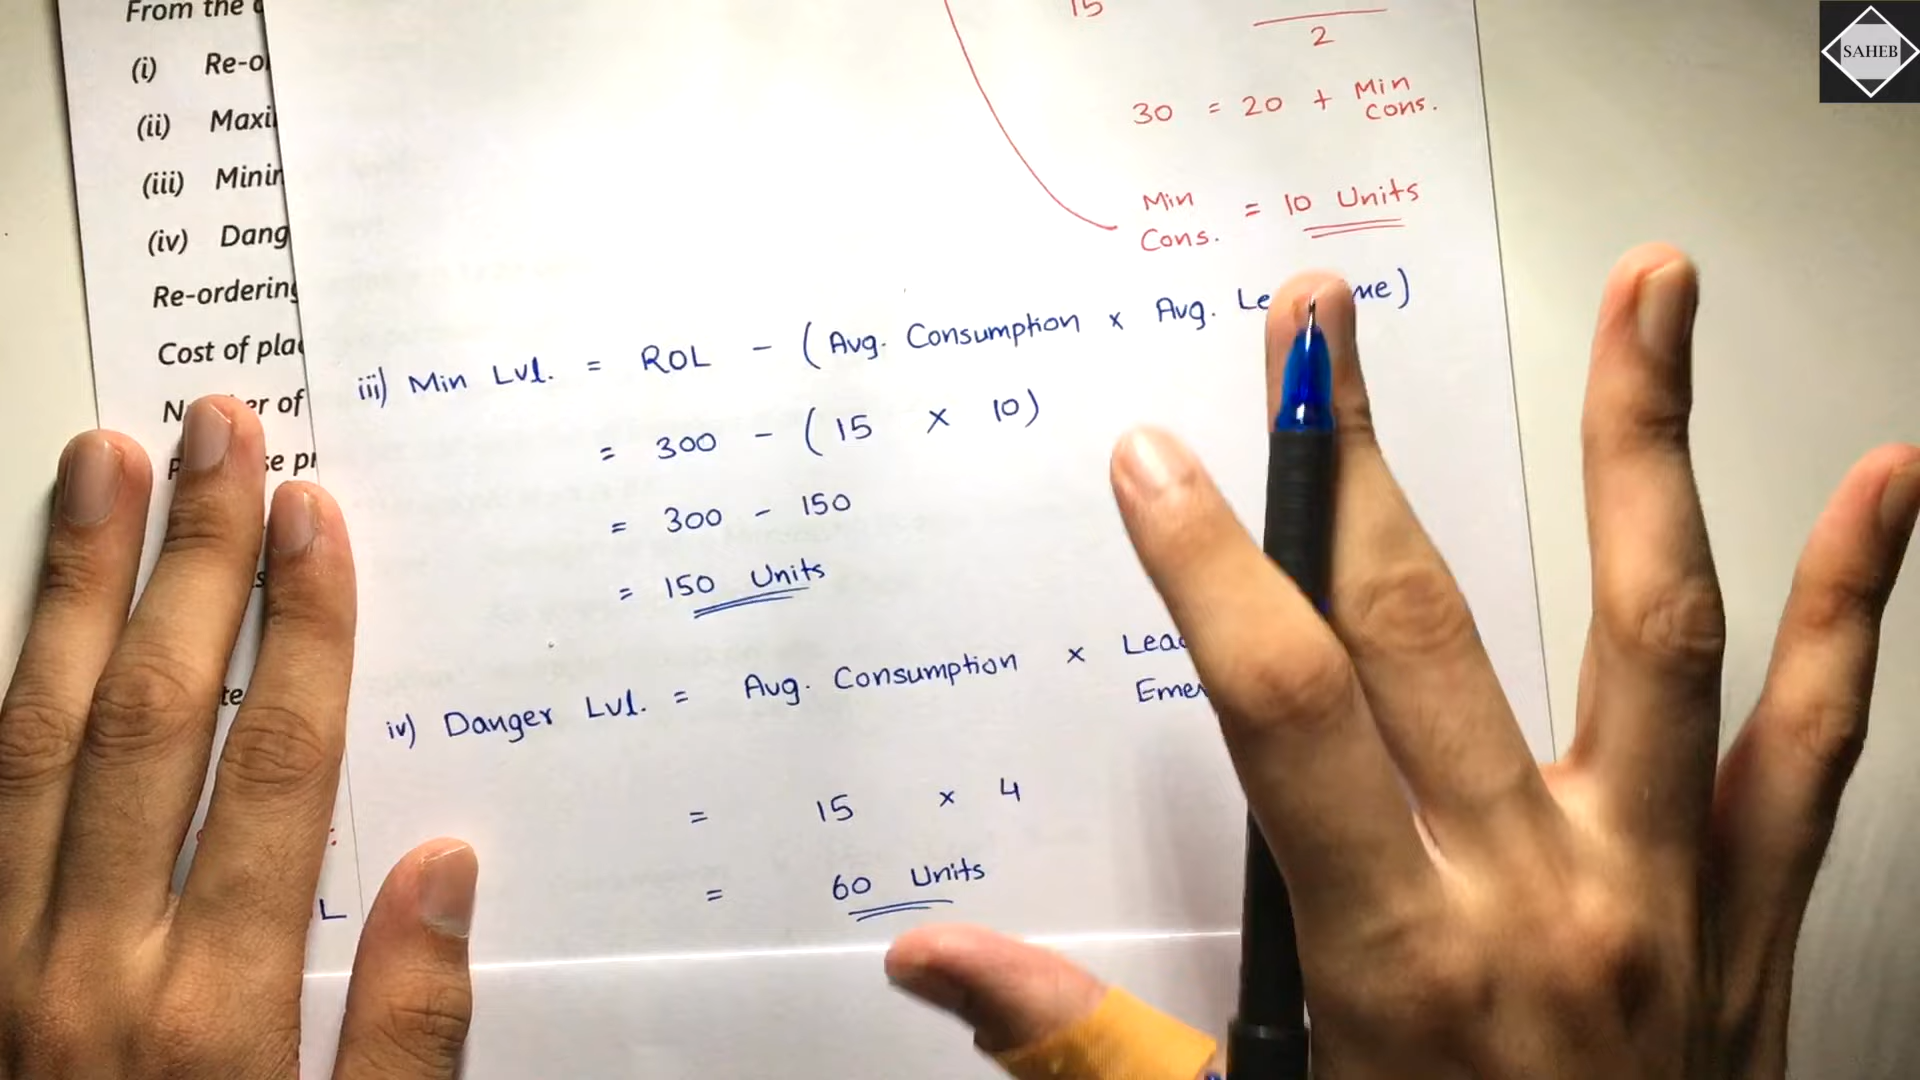 From the
(i) Re-o
(ii) Maxi
(iii) Minir
(iv) Dang
Re-ordering
Cost of pla
er of
se pr
15
2
30 = 20 + Min Cons.
Min Cons. = 10 Units
iii) Min Lvl. = ROL - (Avg. Consumption x Avg. Le me)
= 300 - (15 x 10)
= 300 - 150
= 150 Units
iv) Danger Lvl. = Avg. Consumption x Lea
Emer
= 15 x 4
= 60 Units
L
SAHEB